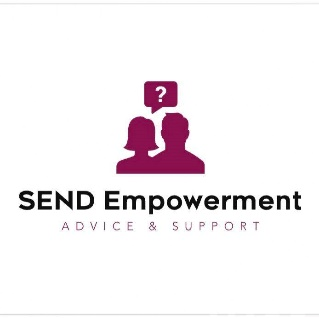 ?
SEND Empowerment
ADVICE & SUPPORT